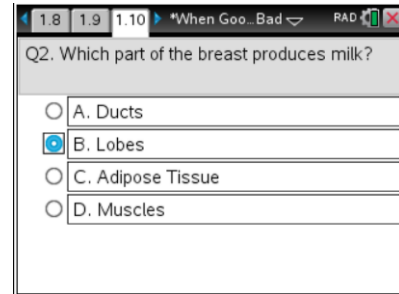 1.8 1.9 1.10 *When Goo...Bad RAD
Q2. Which part of the breast produces milk?
A. Ducts
B. Lobes
C. Adipose Tissue
D. Muscles